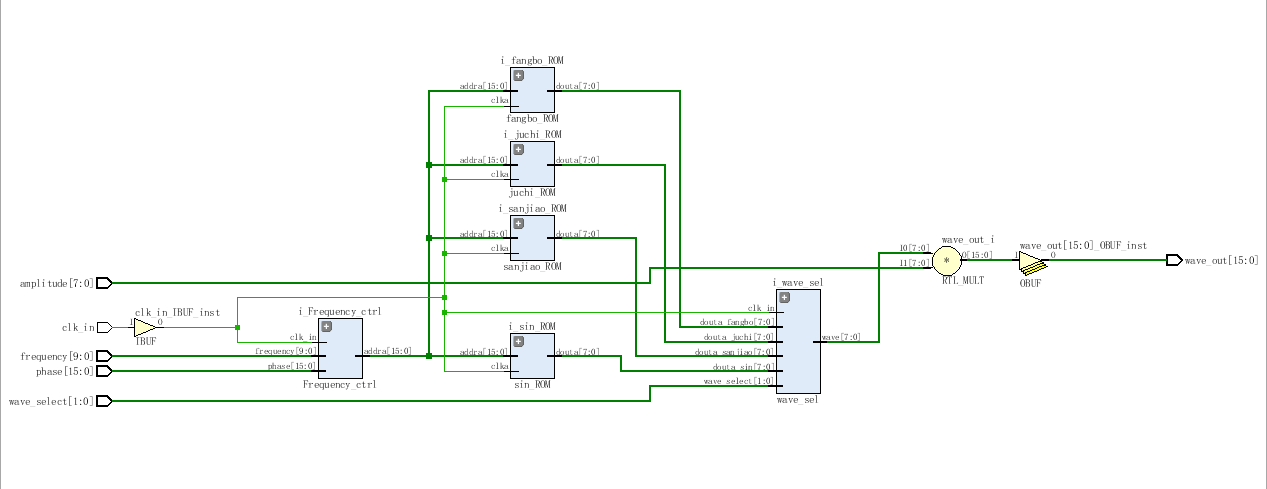 i_fangbo_ROM
addra[15:0]
clka
douta[7:0]
fangbo_ROM
i_juchi_ROM
addra[15:0]
clka
douta[7:0]
juchi_ROM
i_sanjiao_ROM
addra[15:0]
clka
douta[7:0]
sanjiao_ROM
amplitude[7:0]
clk_in
clk_in_IBUF_inst
I
O
IBUF
frequency[9:0]
phase[15:0]
wave_select[1:0]
i_Frequency_ctrl
clk_in
frequency[9:0]
phase[15:0]
addra[15:0]
Frequency_ctrl
i_sin_ROM
addra[15:0]
clka
douta[7:0]
sin_ROM
i_wave_sel
clk_in
douta_fangbo[7:0]
douta_juchi[7:0]
douta_sanjiao[7:0]
douta_sin[7:0]
wave_select[1:0]
wave[7:0]
wave_sel
wave_out_i
I0[7:0]
I1[7:0]
*
O[15:0]
RTL_MULT
wave_out[15:0]_OBUF_inst
I
O
OBUF
wave_out[15:0]